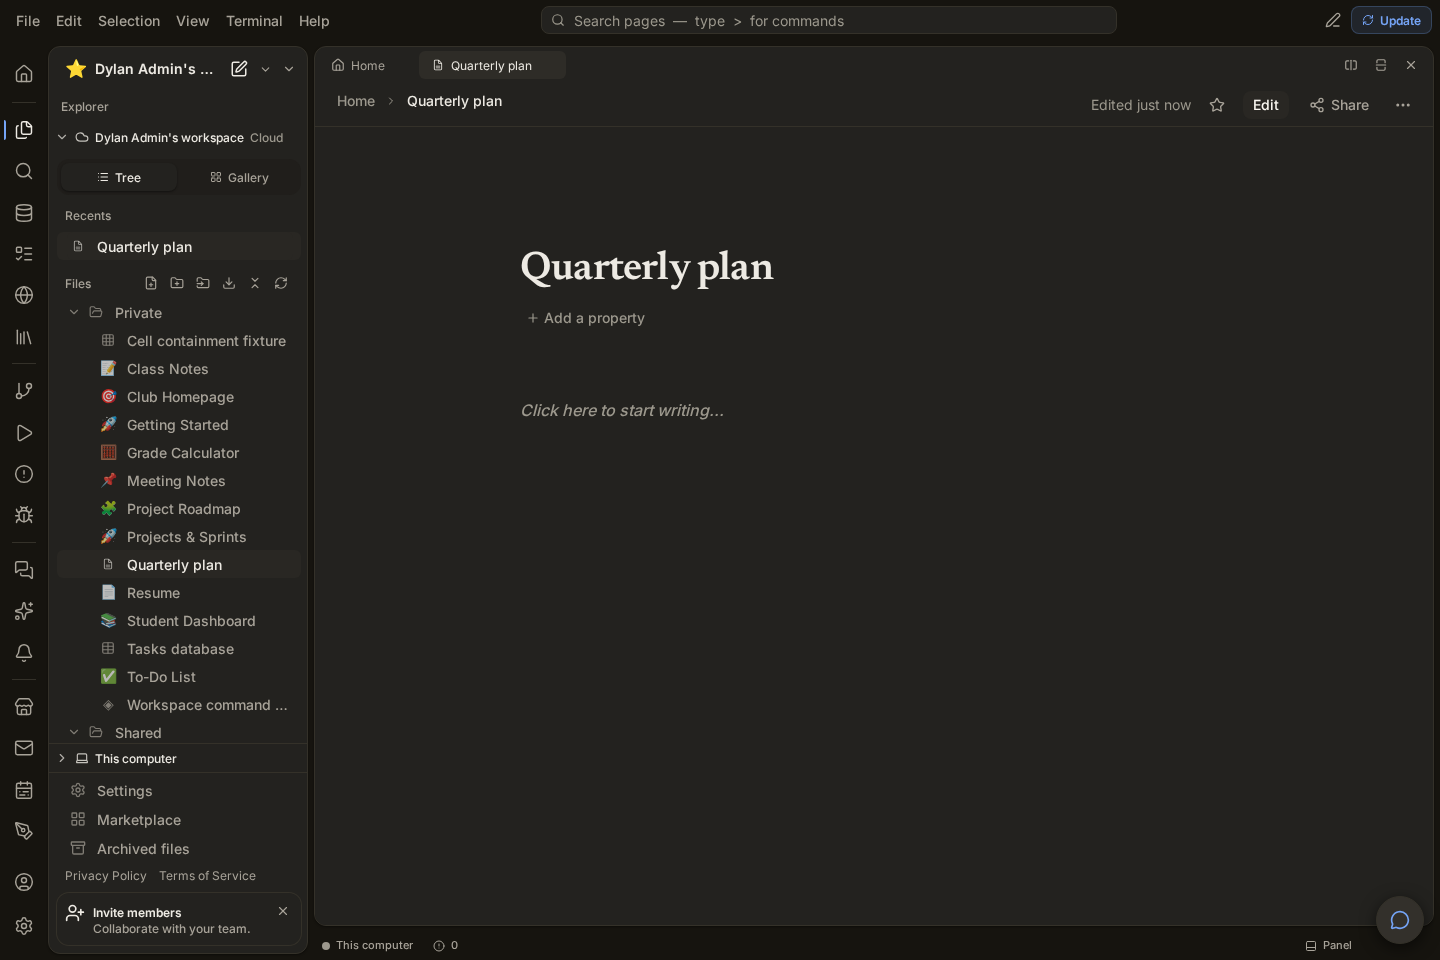 File Edit Selection View Terminal Help
Search pages — type > for commands
Update
Dylan Admin's ...
Explorer
Dylan Admin's workspace Cloud
Tree Gallery
Recents
Quarterly plan
Files
Private
Cell containment fixture
Class Notes
Club Homepage
Getting Started
Grade Calculator
Meeting Notes
Project Roadmap
Projects & Sprints
Quarterly plan
Resume
Student Dashboard
Tasks database
To-Do List
Workspace command ...
Shared
This computer
Settings
Marketplace
Archived files
Privacy Policy Terms of Service
Invite members
Collaborate with your team.
Home Quarterly plan
Home > Quarterly plan
Edited just now Edit Share
Quarterly plan
+ Add a property
Click here to start writing...
This computer 0 Panel